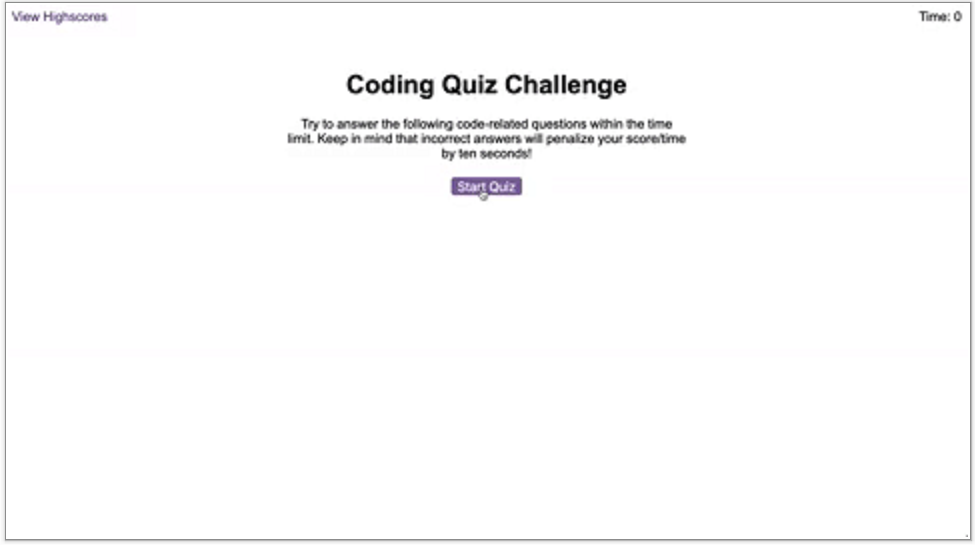 View Highscores
Time: 0
Coding Quiz Challenge
Try to answer the following code-related questions within the time
limit. Keep in mind that incorrect answers will penalize your score/time
by ten seconds!
Start Quiz